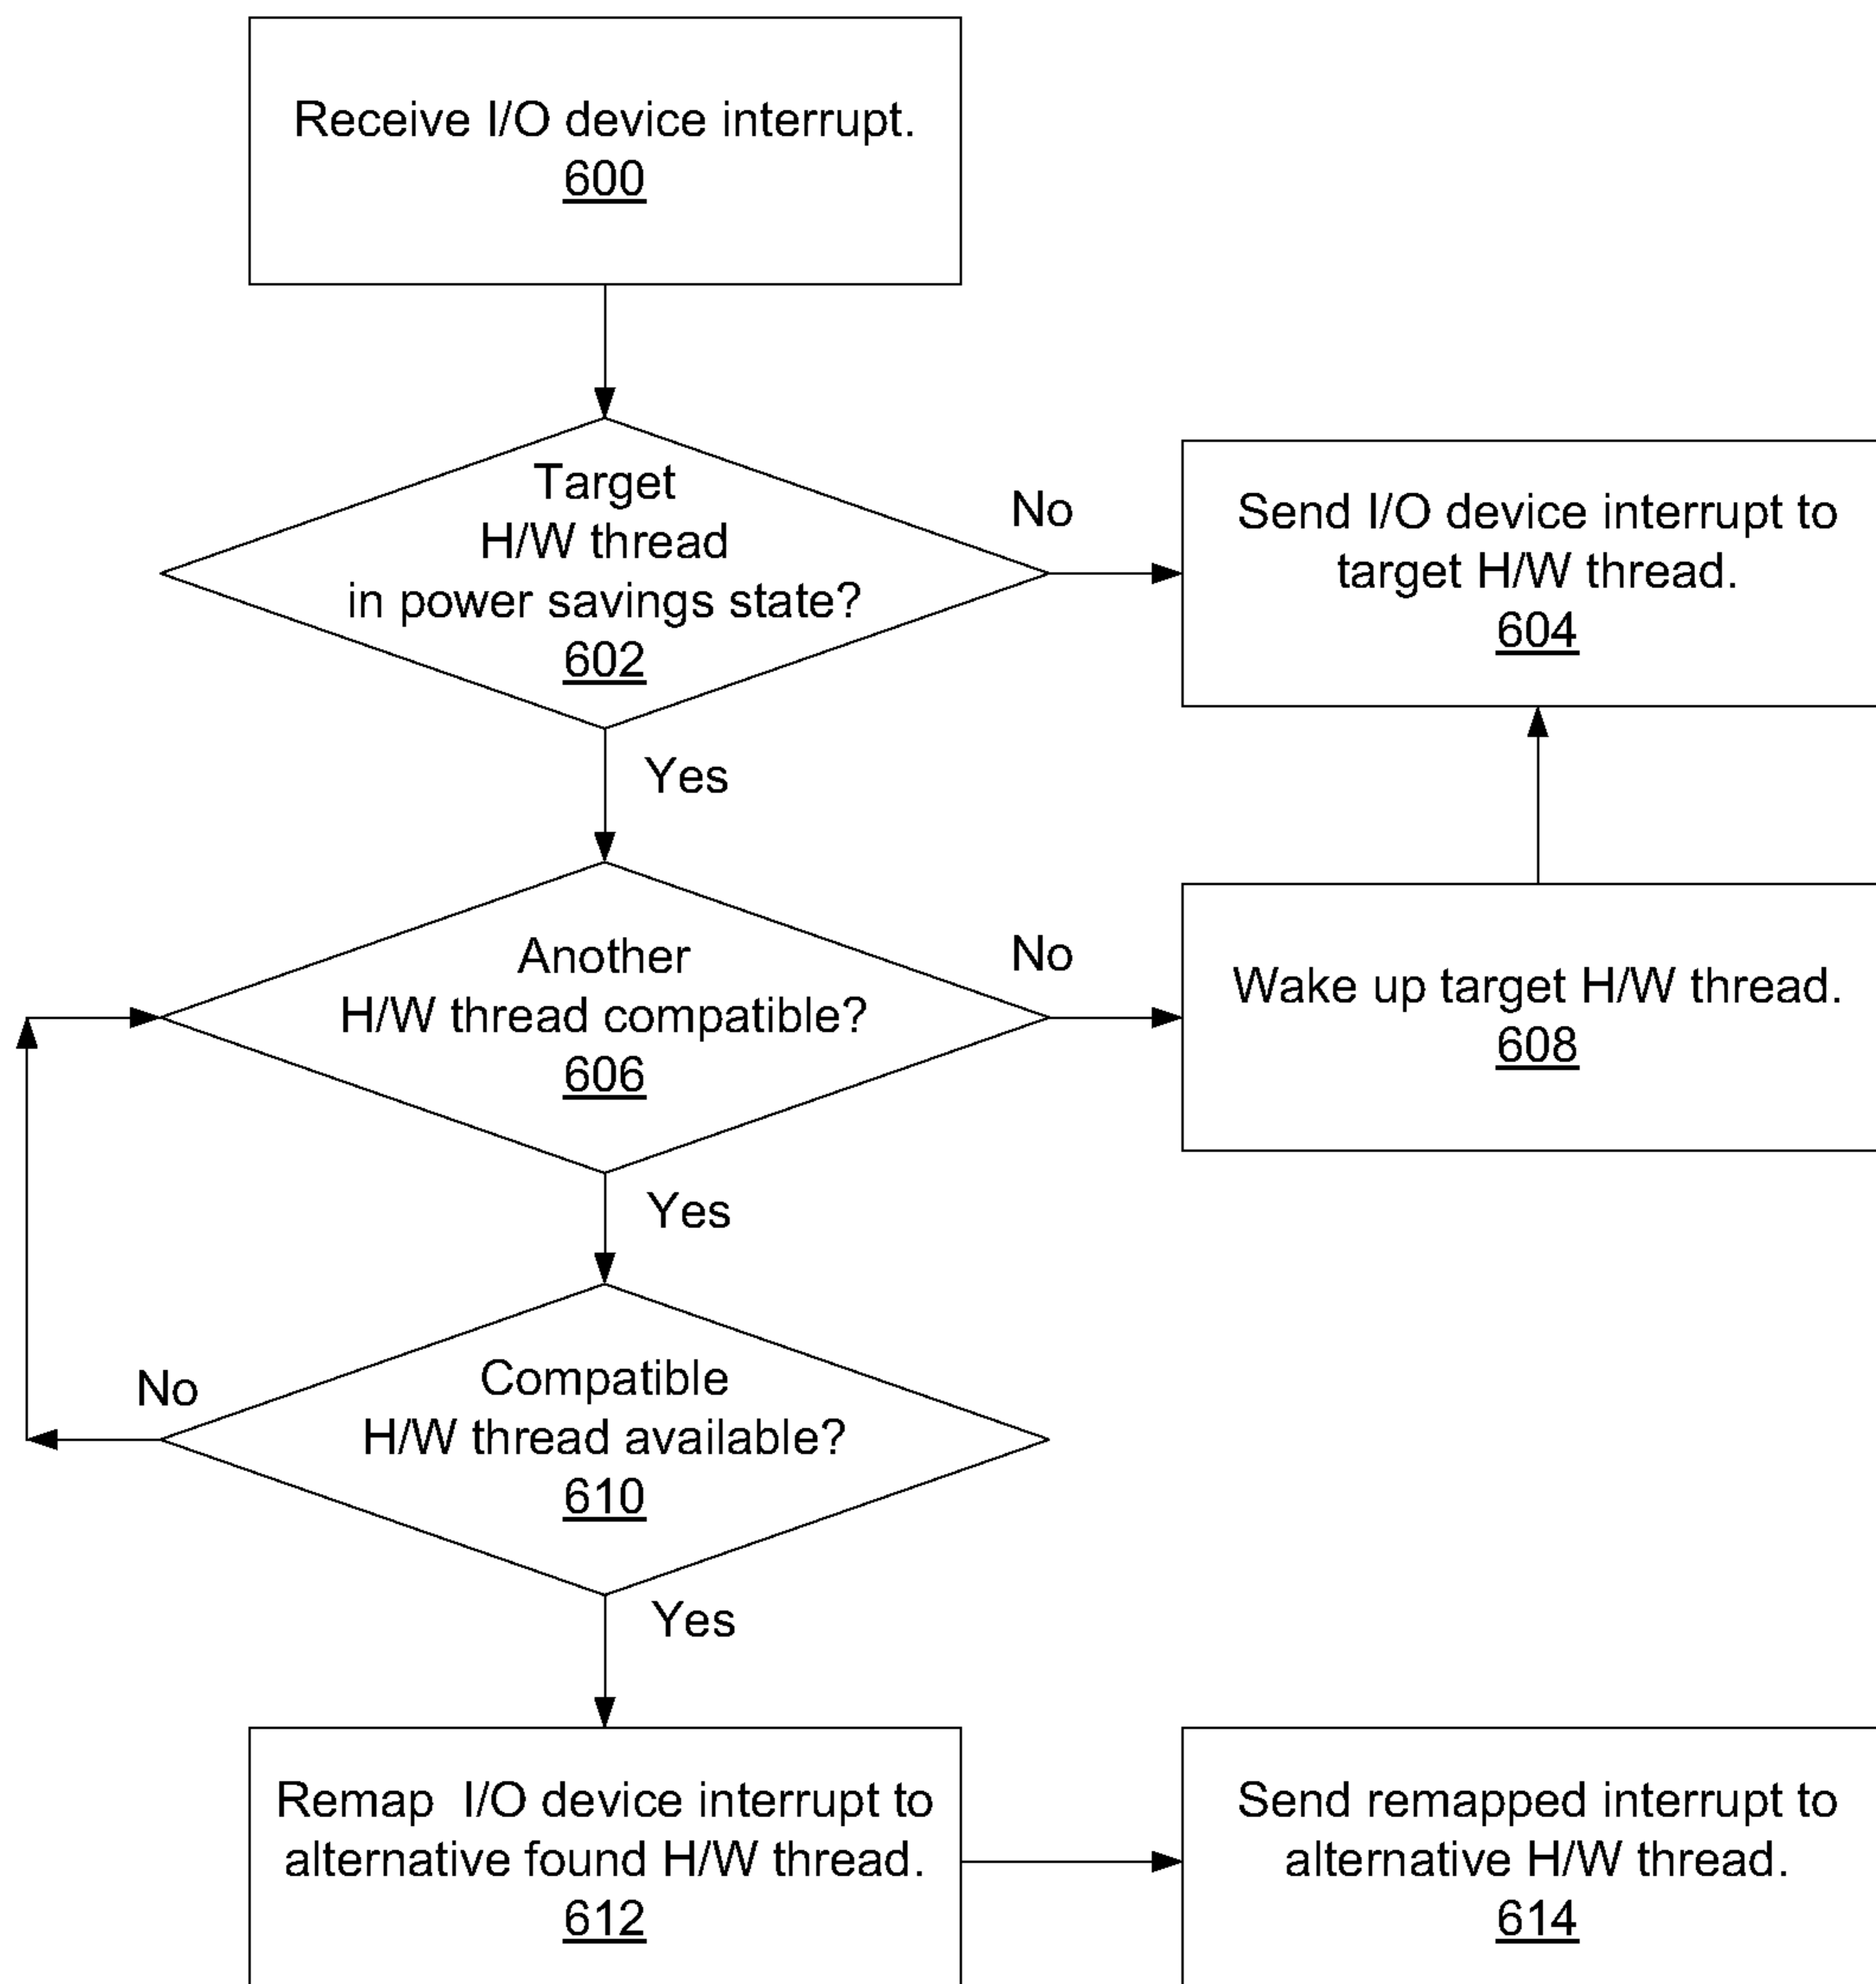 Receive I/O device interrupt.
600
Target
H/W thread
in power savings state?
602
No
Send I/O device interrupt to
target H/W thread.
604
Yes
Another
H/W thread compatible?
606
No
Wake up target H/W thread.
608
Yes
Compatible
H/W thread available?
610
No
Yes
Remap  I/O device interrupt to
alternative found H/W thread.
612
Send remapped interrupt to
alternative H/W thread.
614